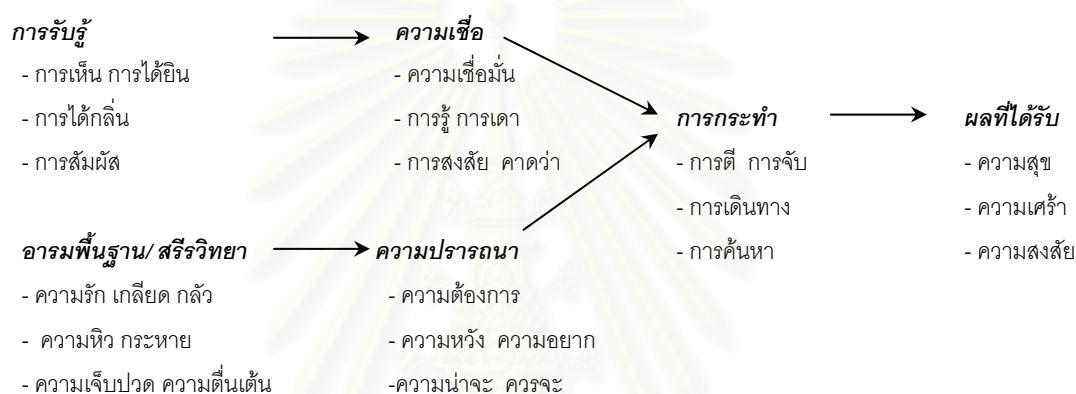 การรับรู้
- การเห็น การได้ยิน
- การได้กลิ่น
- การสัมผัส
ความเชื่อ
- ความเชื่อมั่น
- การรู้ การเดา
- การสงสัย คาดว่า
อารมพื้นฐาน/ สรีรวิทยา
- ความรัก เกลียด กลัว
- ความหิว กระหาย
- ความเจ็บปวด ความตื่นเต้น
ความปรารถนา
- ความต้องการ
- ความหวัง ความอยาก
-ความน่าจะ ควรจะ
การกระทำ
- การตี การจับ
- การเดินทาง
- การค้นหา
ผลที่ได้รับ
- ความสุข
- ความเศร้า
- ความสงสัย